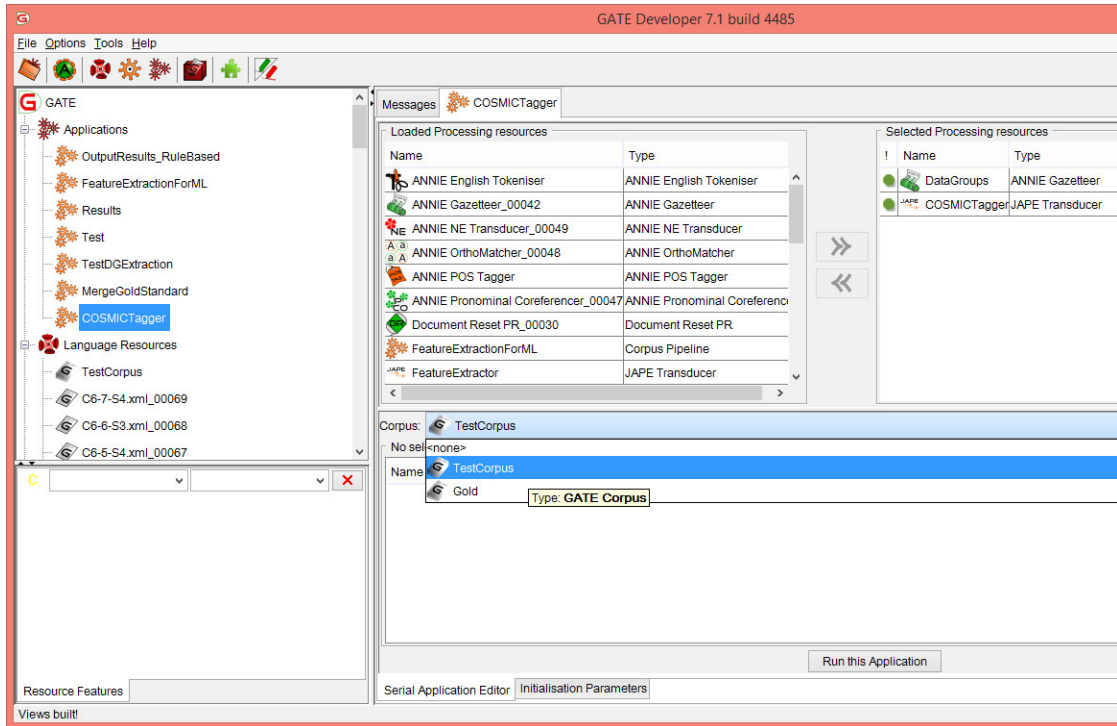 GATE Developer 7.1 build 4485
File Options Tools Help
GATE
Applications
OutputResults_RuleBased
FeatureExtractionForML
Results
Test
TestDGExtraction
MergeGoldStandard
COSMICTagger
Language Resources
TestCorpus
C6-7-S4.xml_00069
C6-6-S3.xml_00068
C6-5-S4.xml_00067
C
Resource Features
Views built!
Messages COSMICTagger
Loaded Processing resources
Name Type
ANNIE English Tokeniser ANNIE English Tokeniser
ANNIE Gazetteer_00042 ANNIE Gazetteer
ANNIE NE Transducer_00049 ANNIE NE Transducer
ANNIE OrthoMatcher_00048 ANNIE OrthoMatcher
ANNIE POS Tagger ANNIE POS Tagger
ANNIE Pronominal Coreferencer_00047 ANNIE Pronominal Coreferenc
Document Reset PR_00030 Document Reset PR
FeatureExtractionForML Corpus Pipeline
FeatureExtractor JAPE Transducer
Selected Processing resources
! Name Type
DataGroups ANNIE Gazetteer
COSMICTagger JAPE Transducer
Corpus: TestCorpus
No sel
<none>
Name
TestCorpus
Gold
Type: GATE Corpus
Run this Application
Serial Application Editor Initialisation Parameters